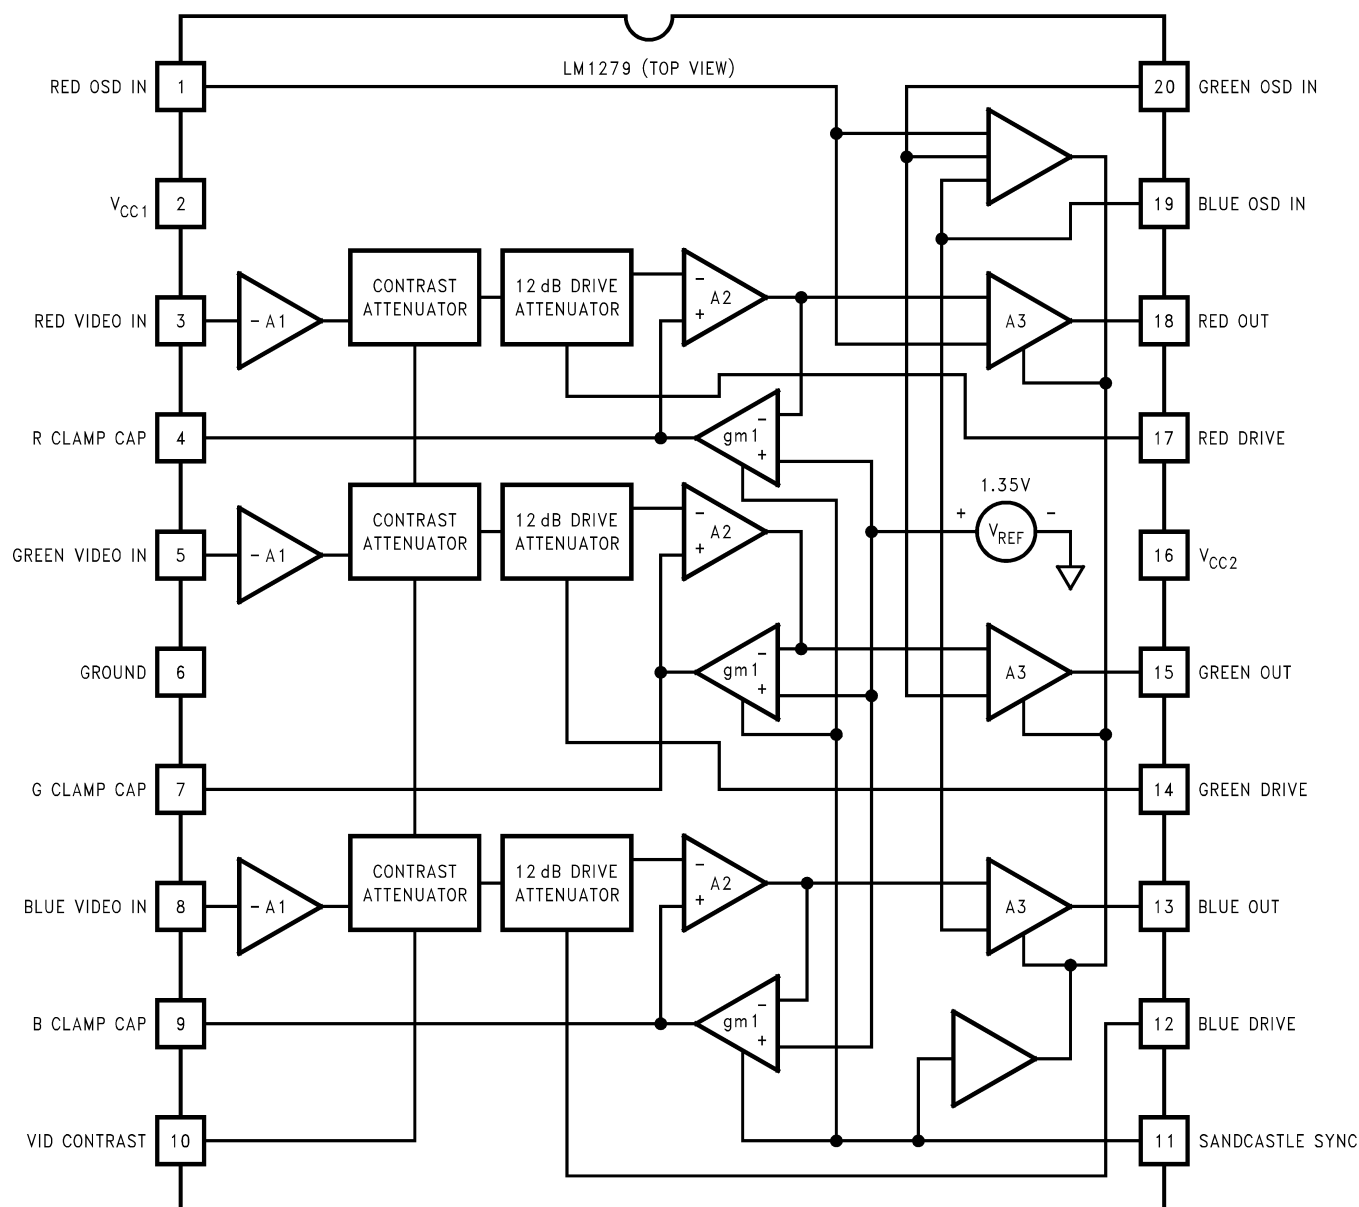 LM1279 (TOP VIEW)
RED OSD IN
1
20
GREEN OSD IN
VCC1
2
19
BLUE OSD IN
CONTRAST
ATTENUATOR
12 dB DRIVE
ATTENUATOR
-
+
A2
RED VIDEO IN
3
- A1
A3
18
RED OUT
R CLAMP CAP
4
-
gm1
+
17
RED DRIVE
1.35V
+
VREF
-
CONTRAST
ATTENUATOR
12 dB DRIVE
ATTENUATOR
-
+
A2
GREEN VIDEO IN
5
- A1
16
VCC2
GROUND
6
-
gm1
+
A3
15
GREEN OUT
G CLAMP CAP
7
14
GREEN DRIVE
CONTRAST
ATTENUATOR
12 dB DRIVE
ATTENUATOR
-
+
A2
BLUE VIDEO IN
8
- A1
A3
13
BLUE OUT
B CLAMP CAP
9
-
gm1
+
12
BLUE DRIVE
VID CONTRAST
10
11
SANDCASTLE SYNC